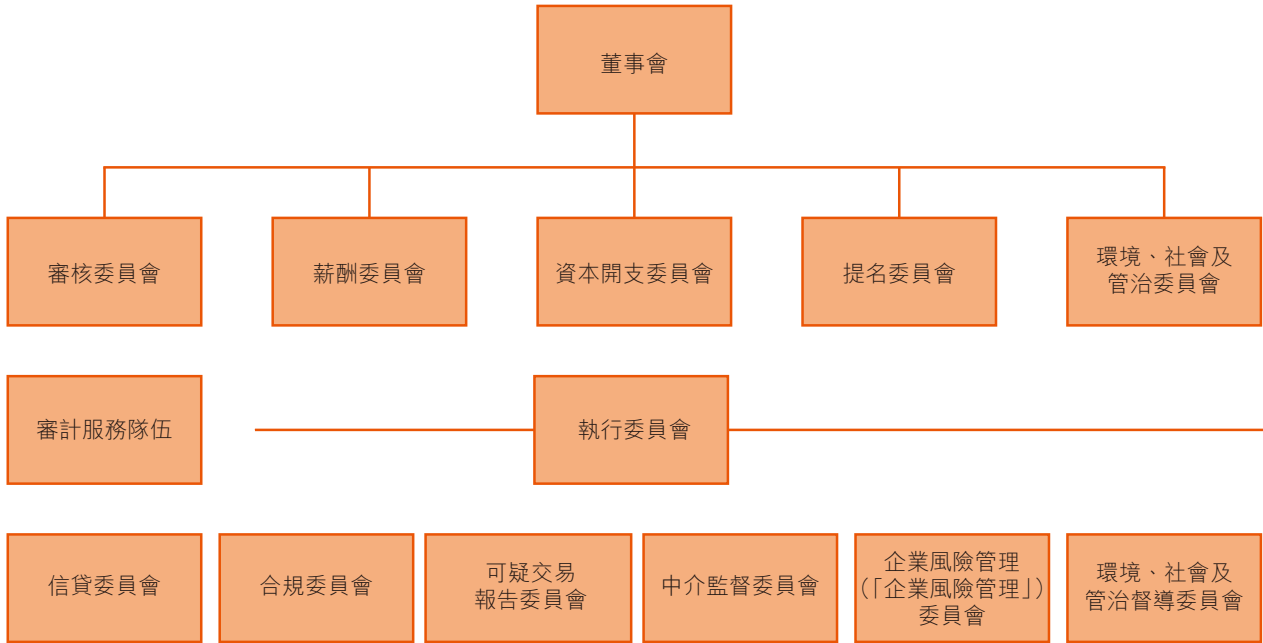 董事會
審核委員會
薪酬委員會
資本開支委員會
提名委員會
環境、社會及
管治委員會
審計服務隊伍
執行委員會
信貸委員會
合規委員會
可疑交易
報告委員會
中介監督委員會
企業風險管理
(「企業風險管理」)
委員會
環境、社會及
管治督導委員會